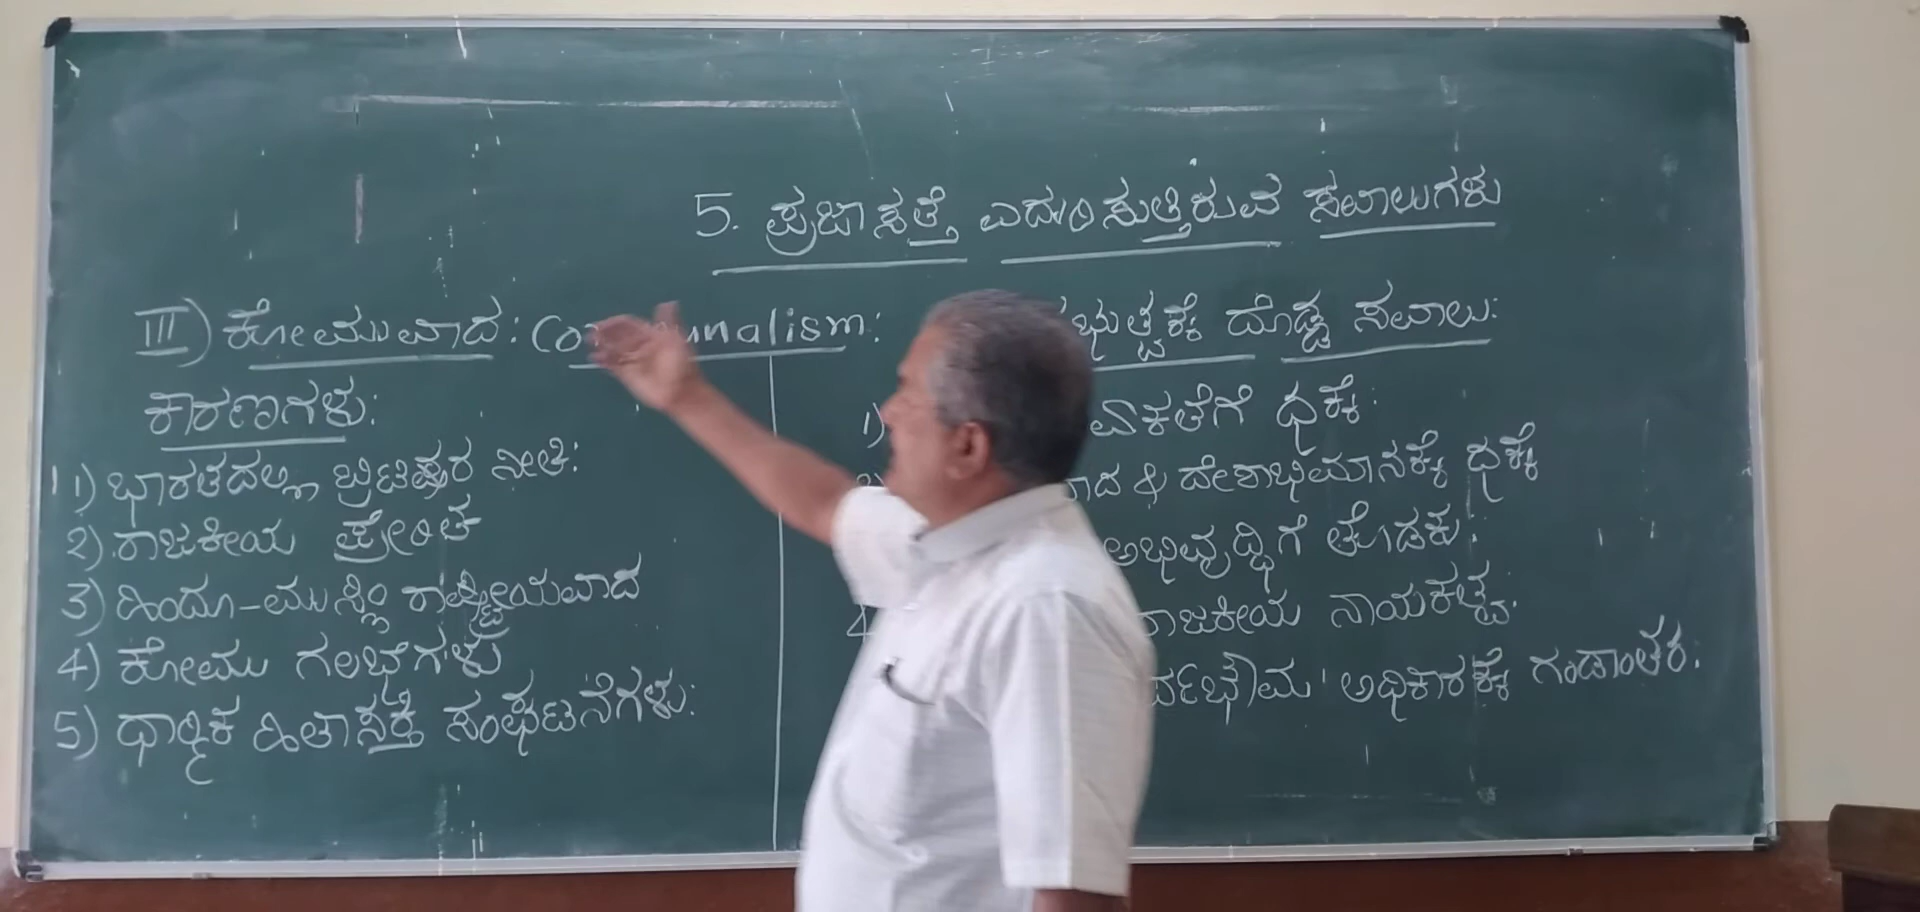 5. ಪ್ರಜಾಸತ್ತೆ ಎದುರಿಸುತ್ತಿರುವ ಸವಾಲುಗಳು
III) ಕೋಮುವಾದ: Communalism:
ಕಾರಣಗಳು:
1) ಭಾರತದಲ್ಲಿ ಬ್ರಿಟಿಷರ ನೀತಿ:
2) ರಾಜಕೀಯ ಪ್ರೇರಿತ
3) ಹಿಂದೂ-ಮುಸ್ಲಿಂ ರಾಷ್ಟ್ರೀಯವಾದ
4) ಕೋಮು ಗಲಭೆಗಳು
5) ಧಾರ್ಮಿಕ ಹಿತಾಸಕ್ತಿ ಸಂಘಟನೆಗಳು:
ದೊಡ್ಡ ಸವಾಲು:
1) ಧಕ್ಕೆ:
& ದೇಶಾಭಿಮಾನಕ್ಕೆ ಧಕ್ಕೆ
ಅಭಿವೃದ್ಧಿಗೆ ತೊಡಕು:
ರಾಜಕೀಯ ನಾಯಕತ್ವ:
ಅಧಿಕಾರಕ್ಕೆ ಗಂಡಾಂತರ: